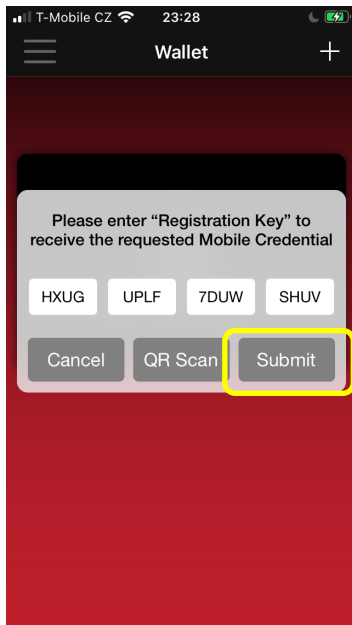 T-Mobile CZ 23:28
Wallet
Please enter “Registration Key” to
receive the requested Mobile Credential
HXUG UPLF 7DUW SHUV
Cancel QR Scan Submit